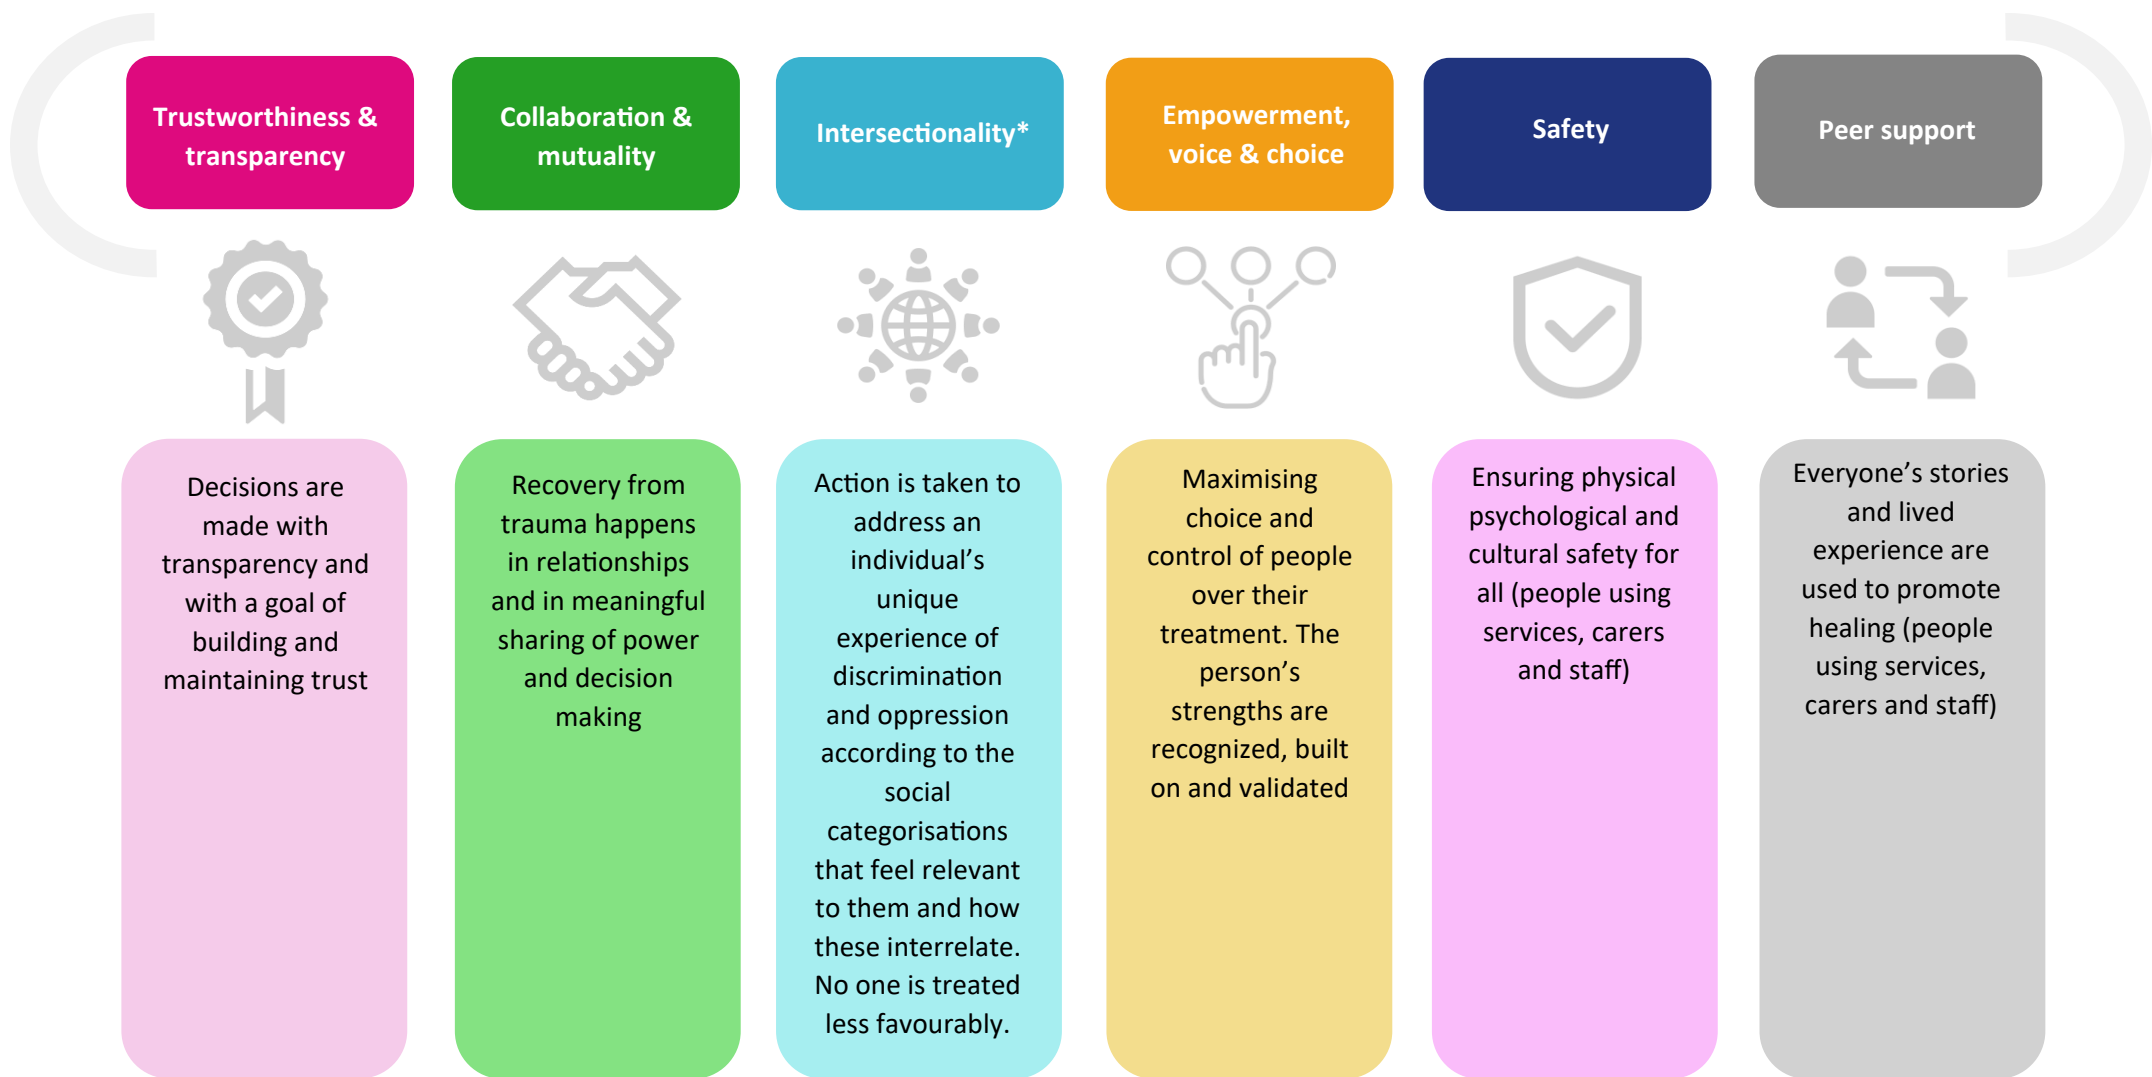 Trustworthiness &
transparency
Collaboration &
mutuality
Intersectionality*
Empowerment,
voice & choice
Safety
Peer support
Decisions are
made with
transparency and
with a goal of
building and
maintaining trust
Recovery from
trauma happens
in relationships
and in meaningful
sharing of power
and decision
making
Action is taken to
address an
individual’s
unique
experience of
discrimination
and oppression
according to the
social
categorisations
that feel relevant
to them and how
these interrelate.
No one is treated
less favourably.
Maximising
choice and
control of people
over their
treatment. The
person’s
strengths are
recognized, built
on and validated
Ensuring physical
psychological and
cultural safety for
all (people using
services, carers
and staff)
Everyone’s stories
and lived
experience are
used to promote
healing (people
using services,
carers and staff)